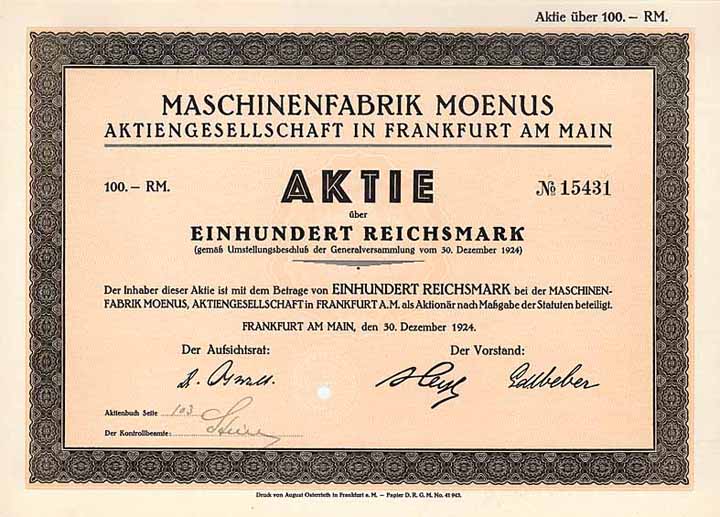 Aktie über 100.— RM.
MASCHINENFABRIK MOENUS
AKTIENGESELLSCHAFT IN FRANKFURT AM MAIN
100.— RM.
AKTIE
№ 15431
über
EINHUNDERT REICHSMARK
(gemäß Umstellungsbeschluß der Generalversammlung vom 30. Dezember 1924)
Der Inhaber dieser Aktie ist mit dem Betrage von EINHUNDERT REICHSMARK bei der MASCHINEN-
FABRIK MOENUS, AKTIENGESELLSCHAFT in FRANKFURT A.M. als Aktionär nach Maßgabe der Statuten beteiligt.
FRANKFURT AM MAIN, den 30. Dezember 1924.
Der Aufsichtsrat: Der Vorstand:
Aktienbuch Seite 103
Der Kontrollbeamte:
Druck von August Osterrieth in Frankfurt a. M. — Papier D. R. G. M. No. 41 943.